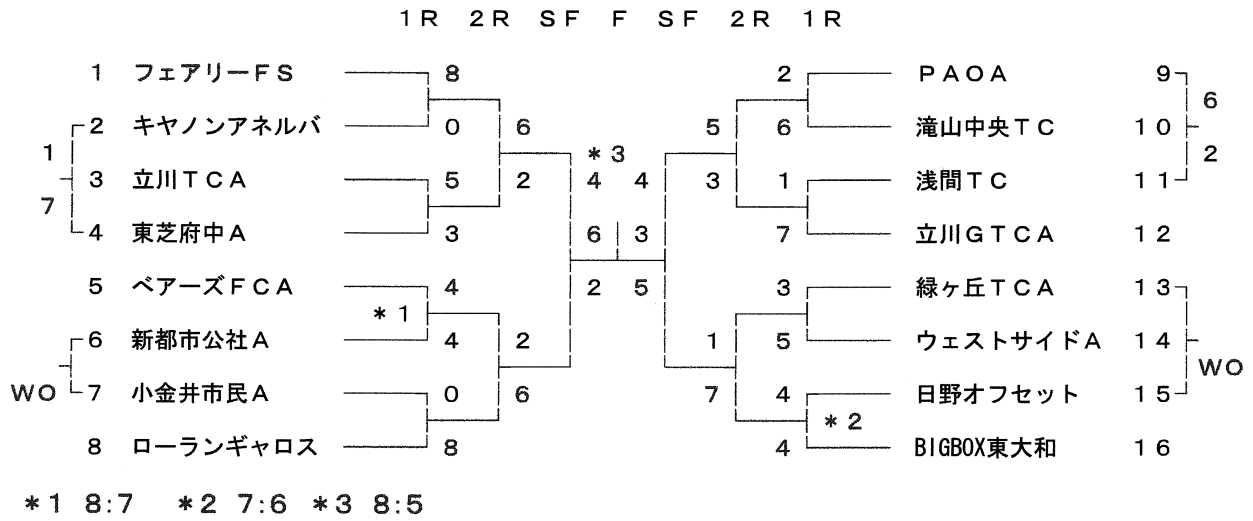 1R 2R SF F SF 2R 1R
1 フェアリーFS 8 2 PAOA 9
6
2 キヤノンアネルバ 0 6 5 6 滝山中央TC 10
1 *3 2
3 立川TCA 5 2 4 4 3 1 浅間TC 11
7
4 東芝府中A 3 6 3 7 立川GTCA 12
5 ベアーズFCA 4 2 5 3 緑ヶ丘TCA 13
*1
6 新都市公社A 4 2 1 5 ウェストサイドA 14
WO
WO 7 小金井市民A 0 6 7 4 日野オフセット 15
*2
8 ローランギャロス 8 4 BIGBOX東大和 16
*1 8:7 *2 7:6 *3 8:5